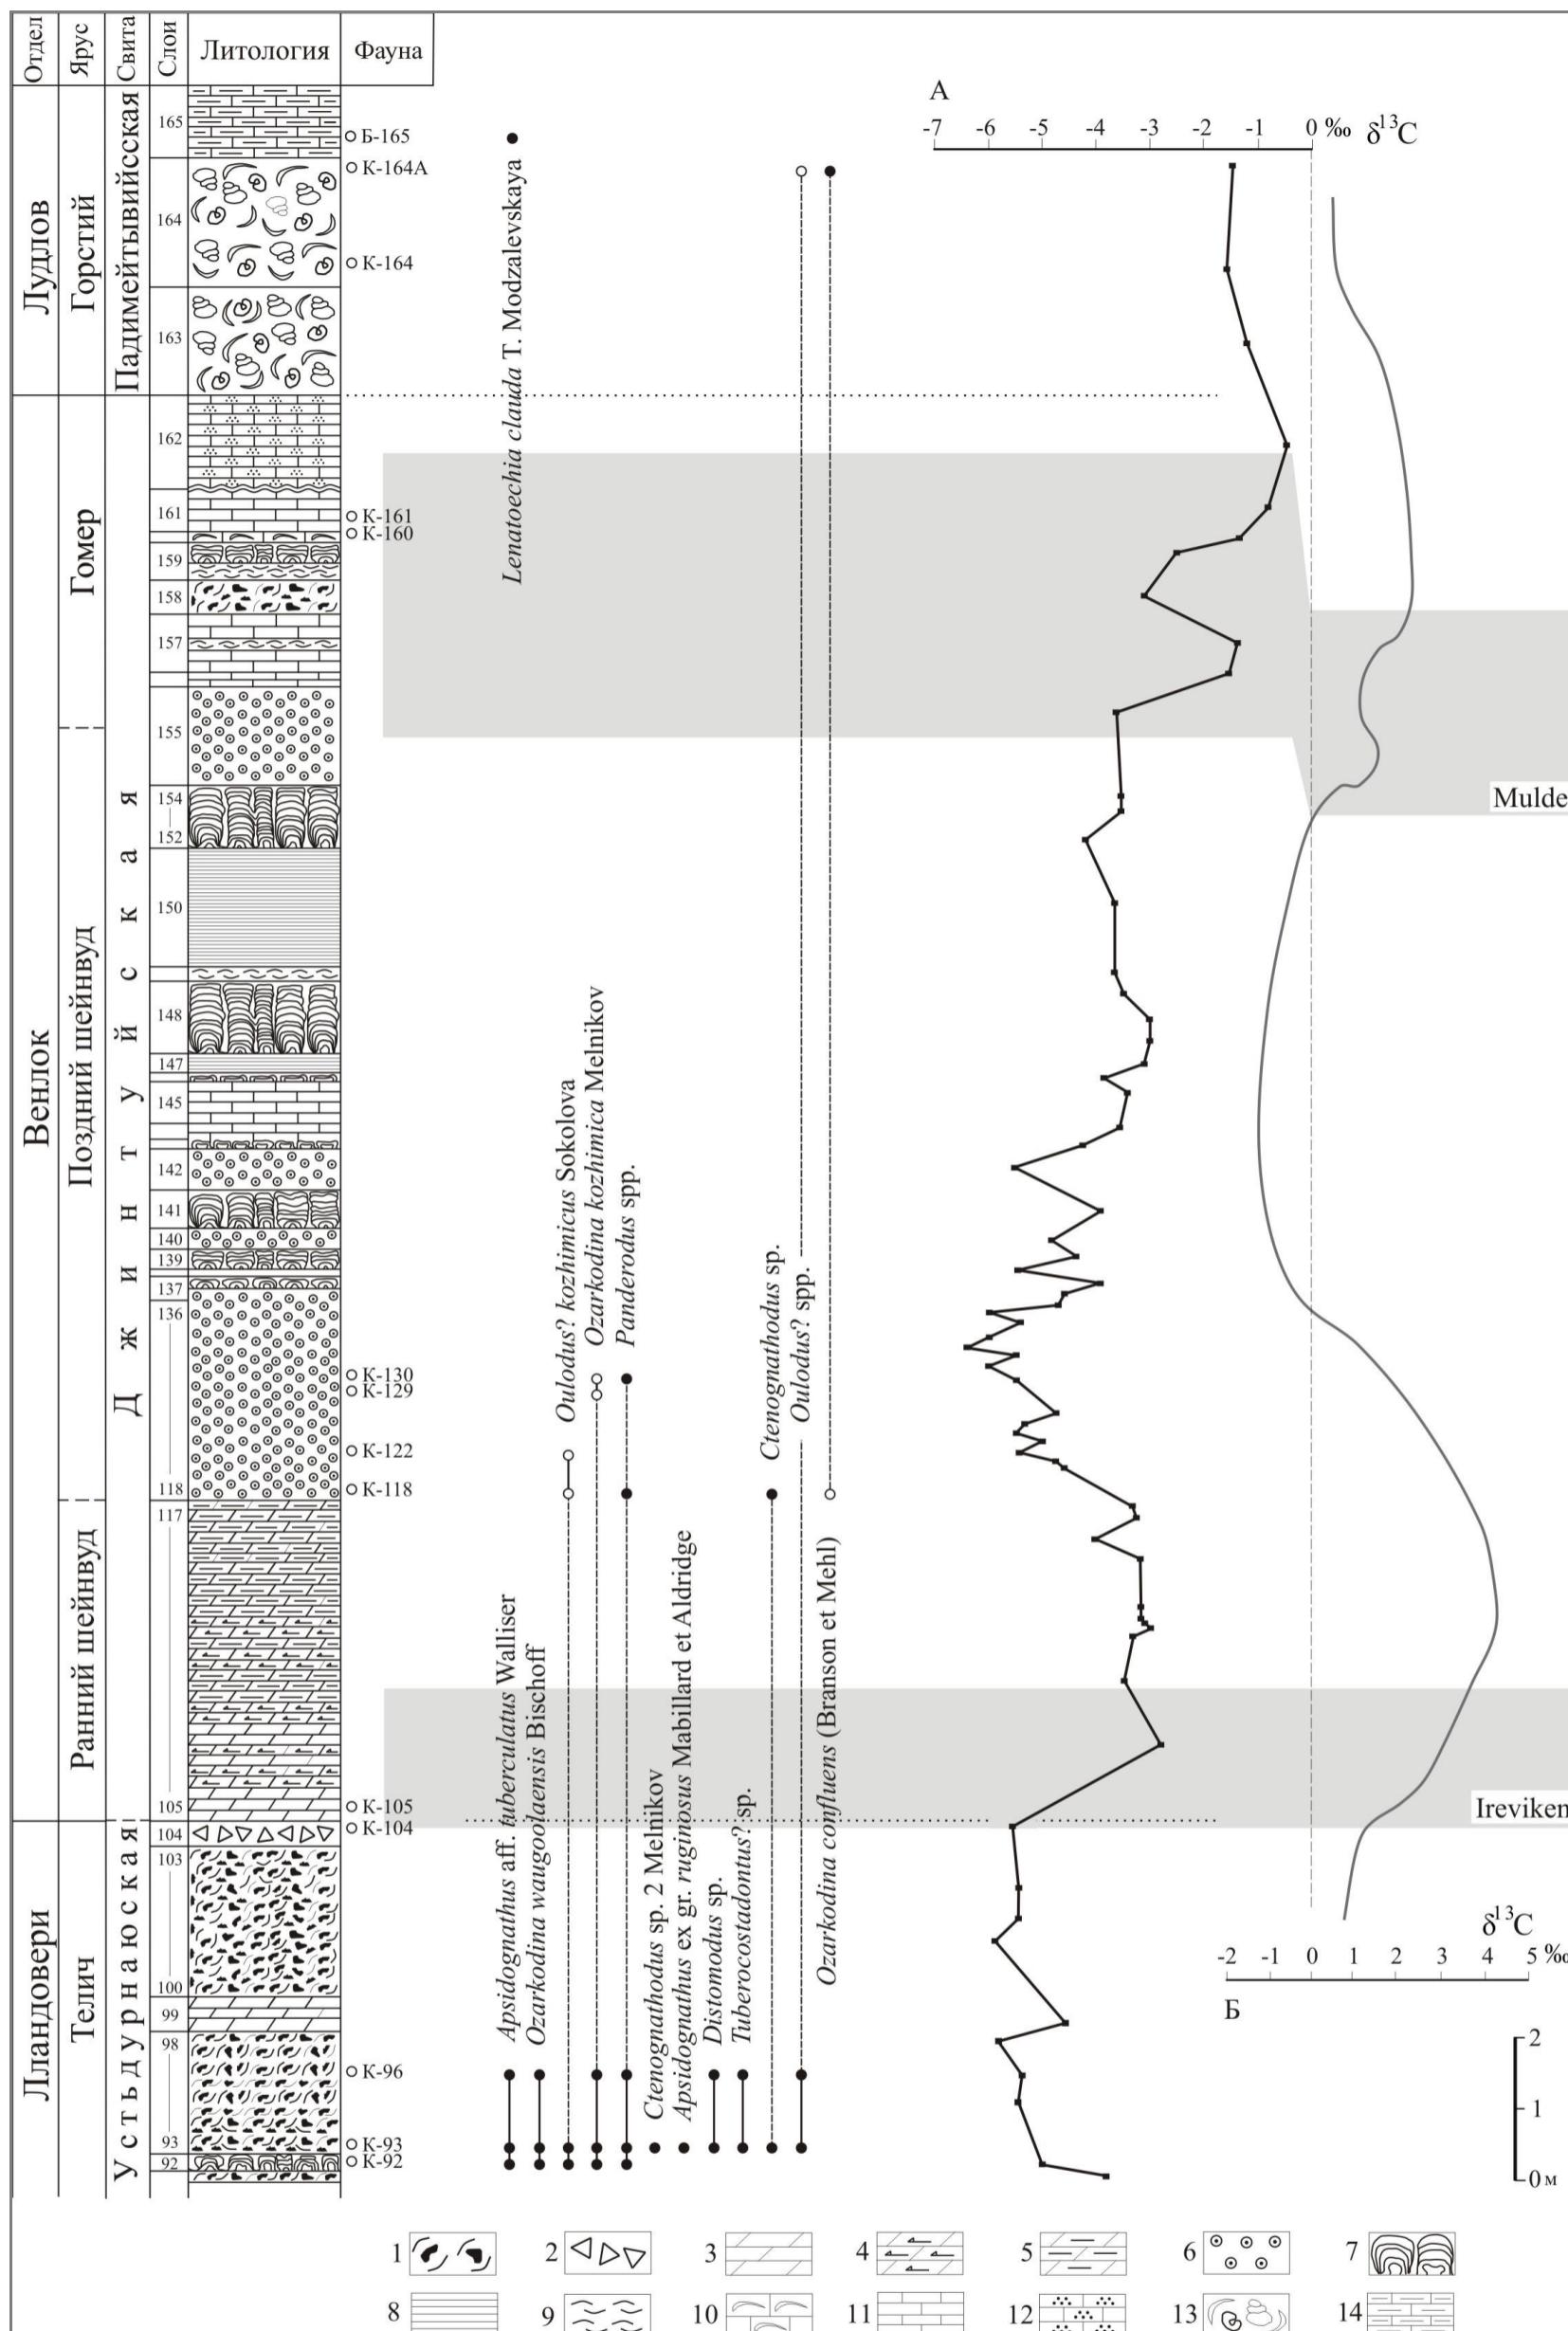 Отдел
Ярус
Свита
Слои
Литология
Фауна
Лудлов
Венлок
Лландовери
Горстий
Гомер
Поздний шейнвуд
Ранний шейнвуд
Телич
Падимейтывийсская
Джинтуйская
Устьдурнаюская
165
164
163
162
161
159
158
157
155
154
152
150
148
147
145
142
141
140
139
137
136
118
117
105
104
103
100
99
98
93
92
Б-165
К-164А
К-164
К-161
К-160
К-130
К-129
К-122
К-118
К-105
К-104
К-96
К-93
К-92
Lenatoechia clauda T. Modzalevskaya
Oulodus? kozhimicus Sokolova
Ozarkodina kozhimica Melnikov
Panderodus spp.
Ctenognathodus sp.
Oulodus? spp.
Apsidognathus aff. tuberculatus Walliser
Ozarkodina waugoolaensis Bischoff
Ctenognathodus sp. 2 Melnikov
Apsidognathus ex gr. ruginosus Mabillard et Aldridge
Distomodus sp.
Tuberocostadontus? sp.
Ozarkodina confluens (Branson et Mehl)
А
-7 -6 -5 -4 -3 -2 -1 0 ‰ δ13C
Mulde
Ireviken
δ13C
-2 -1 0 1 2 3 4 5 ‰
Б
2
1
0 м
1 2 3 4 5 6 7
8 9 10 11 12 13 14